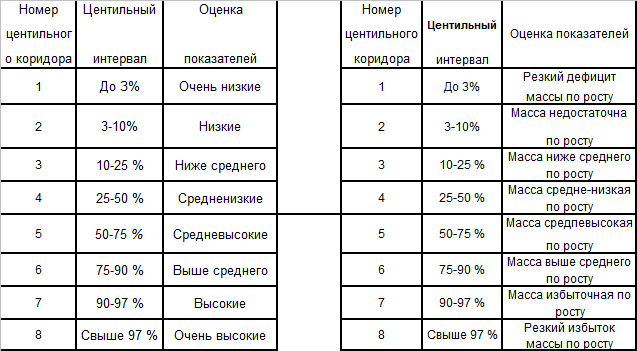 Номер
центильног
о коридора
Центильный
интервал
Оценка
показателей
1
До 3%
Очень низкие
2
3-10%
Низкие
3
10-25 %
Ниже среднего
4
25-50 %
Средненизкие
5
50-75 %
Средневысокие
6
75-90 %
Выше среднего
7
90-97 %
Высокие
8
Свыше 97 %
Очень высокие
Номер
центильного
коридора
Центильный
интервал
Оценка показателей
1
До 3%
Резкий дефицит
массы по росту
2
3-10%
Масса недостаточна
по росту
3
10-25 %
Масса ниже среднего
по росту
4
25-50 %
Масса средне-низкая
по росту
5
50-75 %
Масса средпевысокая
по росту
6
75-90 %
Масса выше среднего
по росту
7
90-97 %
Масса избыточная по
росту
8
Свыше 97 %
Резкий избыток
массы по росту